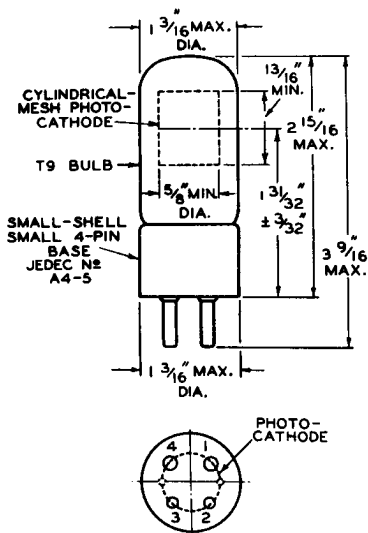 1 3/16" MAX.
DIA.
CYLINDRICAL-
MESH PHOTO-
CATHODE
13/16"
MIN.
2 15/16"
MAX.
T9 BULB
5/8" MIN.
DIA.
1 31/32"
± 3/32"
SMALL-SHELL
SMALL 4-PIN
BASE
JEDEC Nº
A4-5
3 9/16"
MAX.
1 3/16" MAX.
DIA.
PHOTO-
CATHODE
4 1
3 2